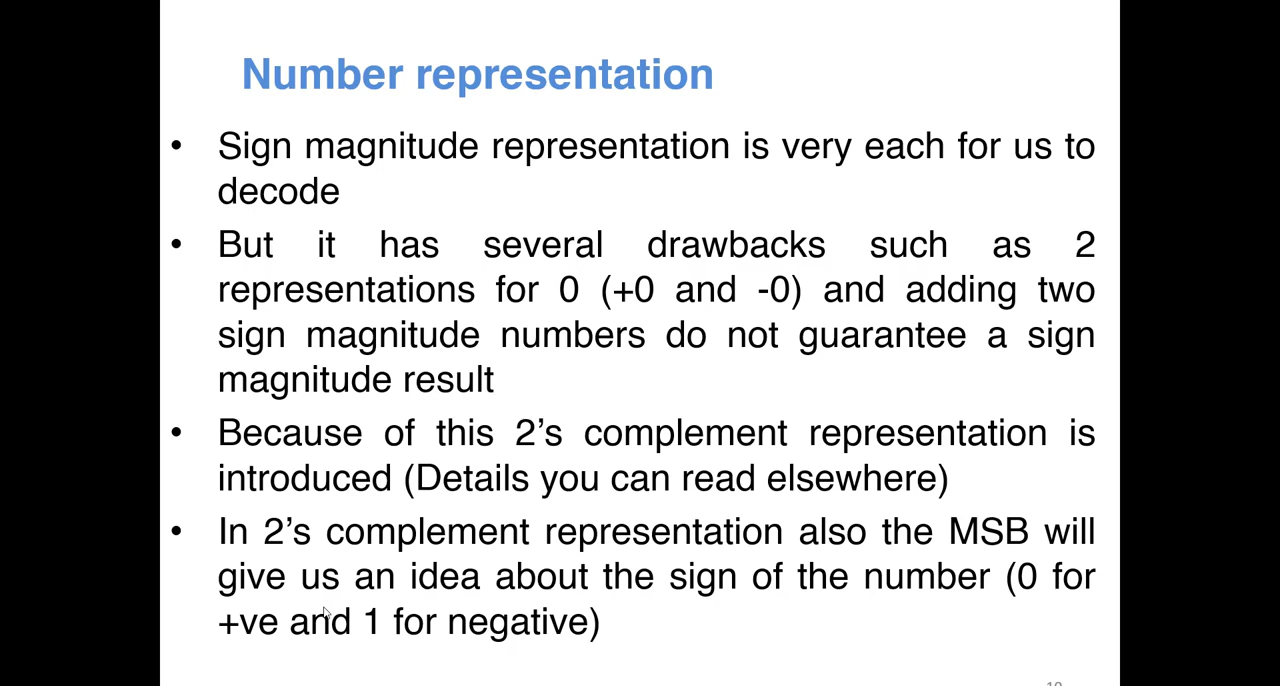 Number representation
• Sign magnitude representation is very each for us to
decode
• But it has several drawbacks such as 2
representations for 0 (+0 and -0) and adding two
sign magnitude numbers do not guarantee a sign
magnitude result
• Because of this 2’s complement representation is
introduced (Details you can read elsewhere)
• In 2’s complement representation also the MSB will
give us an idea about the sign of the number (0 for
+ve and 1 for negative)